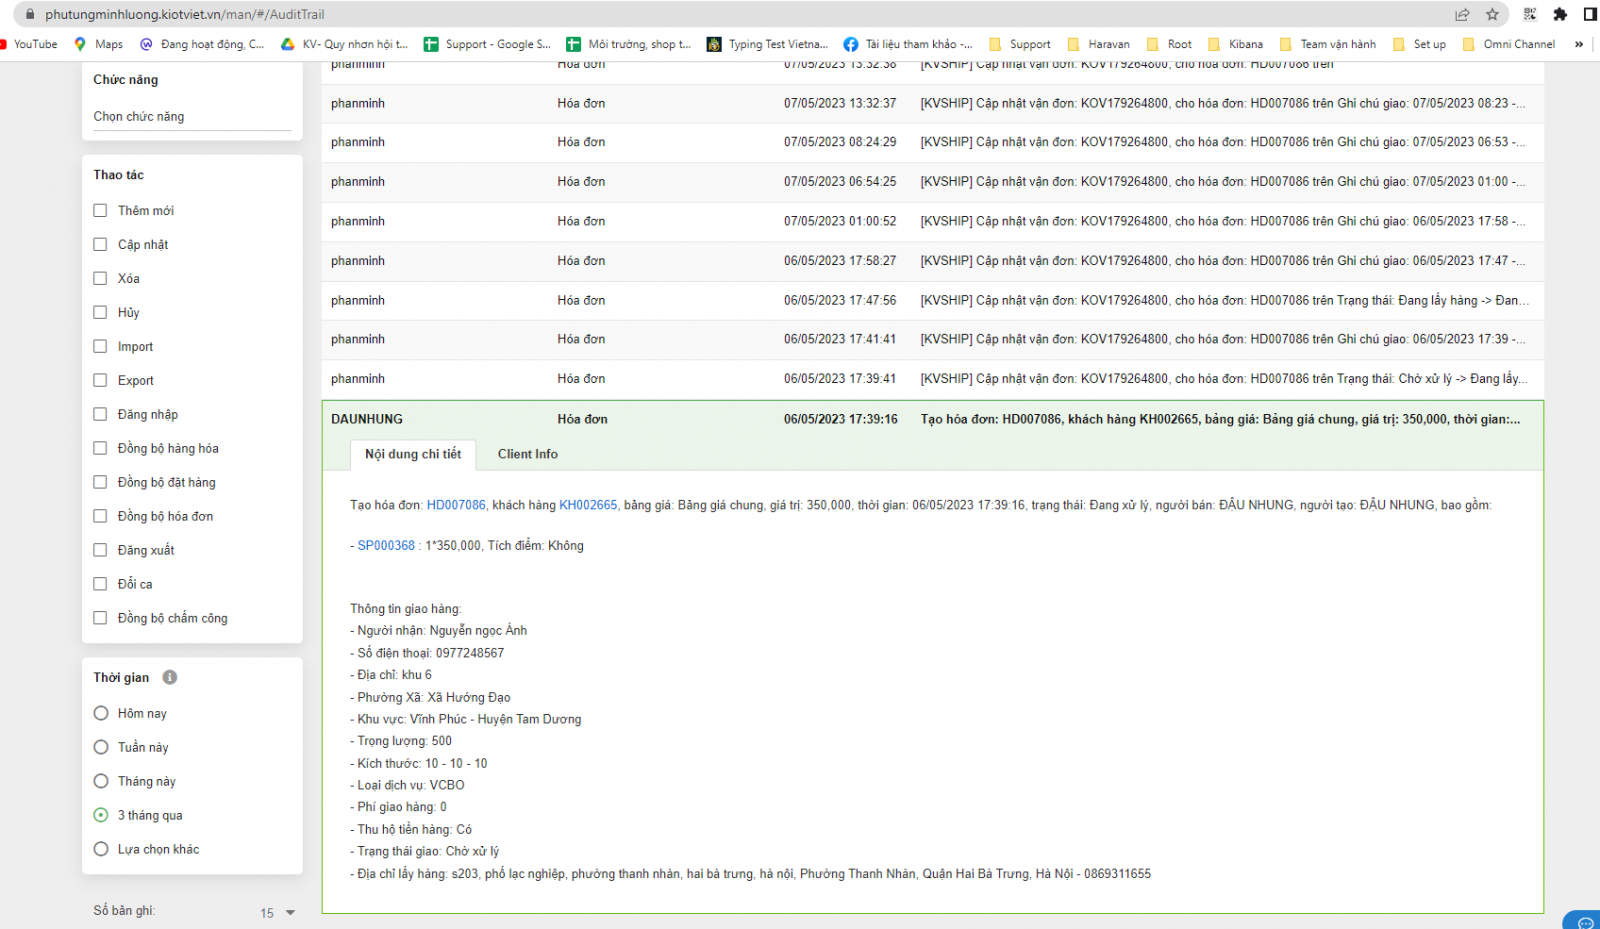 phutungminhluong.kiotviet.vn/man/#/AuditTrail
YouTube Maps Đang hoạt động, C... KV- Quy nhơn hội t... Support - Google S... Môi trường, shop t... Typing Test Vietna... Tài liệu tham khảo -... Support Haravan Root Kibana Team vận hành Set up Omni Channel »
Chức năng
Chọn chức năng
Thao tác
Thêm mới
Cập nhật
Xóa
Hủy
Import
Export
Đăng nhập
Đồng bộ hàng hóa
Đồng bộ đặt hàng
Đồng bộ hóa đơn
Đăng xuất
Đổi ca
Đồng bộ chấm công
Thời gian
Hôm nay
Tuần này
Tháng này
3 tháng qua
Lựa chọn khác
Số bản ghi: 15
phanminh Hóa đơn 07/05/2023 13:32:38 [KVSHIP] Cập nhật vận đơn: KOV179264800, cho hóa đơn: HD007086 trên
phanminh Hóa đơn 07/05/2023 13:32:37 [KVSHIP] Cập nhật vận đơn: KOV179264800, cho hóa đơn: HD007086 trên Ghi chú giao: 07/05/2023 08:23 -...
phanminh Hóa đơn 07/05/2023 08:24:29 [KVSHIP] Cập nhật vận đơn: KOV179264800, cho hóa đơn: HD007086 trên Ghi chú giao: 07/05/2023 06:53 -...
phanminh Hóa đơn 07/05/2023 06:54:25 [KVSHIP] Cập nhật vận đơn: KOV179264800, cho hóa đơn: HD007086 trên Ghi chú giao: 07/05/2023 01:00 -...
phanminh Hóa đơn 07/05/2023 01:00:52 [KVSHIP] Cập nhật vận đơn: KOV179264800, cho hóa đơn: HD007086 trên Ghi chú giao: 06/05/2023 17:58 -...
phanminh Hóa đơn 06/05/2023 17:58:27 [KVSHIP] Cập nhật vận đơn: KOV179264800, cho hóa đơn: HD007086 trên Ghi chú giao: 06/05/2023 17:47 -...
phanminh Hóa đơn 06/05/2023 17:47:56 [KVSHIP] Cập nhật vận đơn: KOV179264800, cho hóa đơn: HD007086 trên Trạng thái: Đang lấy hàng -> Đan...
phanminh Hóa đơn 06/05/2023 17:41:41 [KVSHIP] Cập nhật vận đơn: KOV179264800, cho hóa đơn: HD007086 trên Ghi chú giao: 06/05/2023 17:39 -...
phanminh Hóa đơn 06/05/2023 17:39:41 [KVSHIP] Cập nhật vận đơn: KOV179264800, cho hóa đơn: HD007086 trên Trạng thái: Chờ xử lý -> Đang lấy...
DAUNHUNG Hóa đơn 06/05/2023 17:39:16 Tạo hóa đơn: HD007086, khách hàng KH002665, bảng giá: Bảng giá chung, giá trị: 350,000, thời gian:...
Nội dung chi tiết Client Info
Tạo hóa đơn: HD007086, khách hàng KH002665, bảng giá: Bảng giá chung, giá trị: 350,000, thời gian: 06/05/2023 17:39:16, trạng thái: Đang xử lý, người bán: ĐẬU NHUNG, người tạo: ĐẬU NHUNG, bao gồm:
- SP000368 : 1*350,000, Tích điểm: Không
Thông tin giao hàng:
- Người nhận: Nguyễn ngọc Ánh
- Số điện thoại: 0977248567
- Địa chỉ: khu 6
- Phường Xã: Xã Hướng Đạo
- Khu vực: Vĩnh Phúc - Huyện Tam Dương
- Trọng lượng: 500
- Kích thước: 10 - 10 - 10
- Loại dịch vụ: VCBO
- Phí giao hàng: 0
- Thu hộ tiền hàng: Có
- Trạng thái giao: Chờ xử lý
- Địa chỉ lấy hàng: s203, phố lạc nghiệp, phường thanh nhàn, hai bà trưng, hà nội, Phường Thanh Nhàn, Quận Hai Bà Trưng, Hà Nội - 0869311655